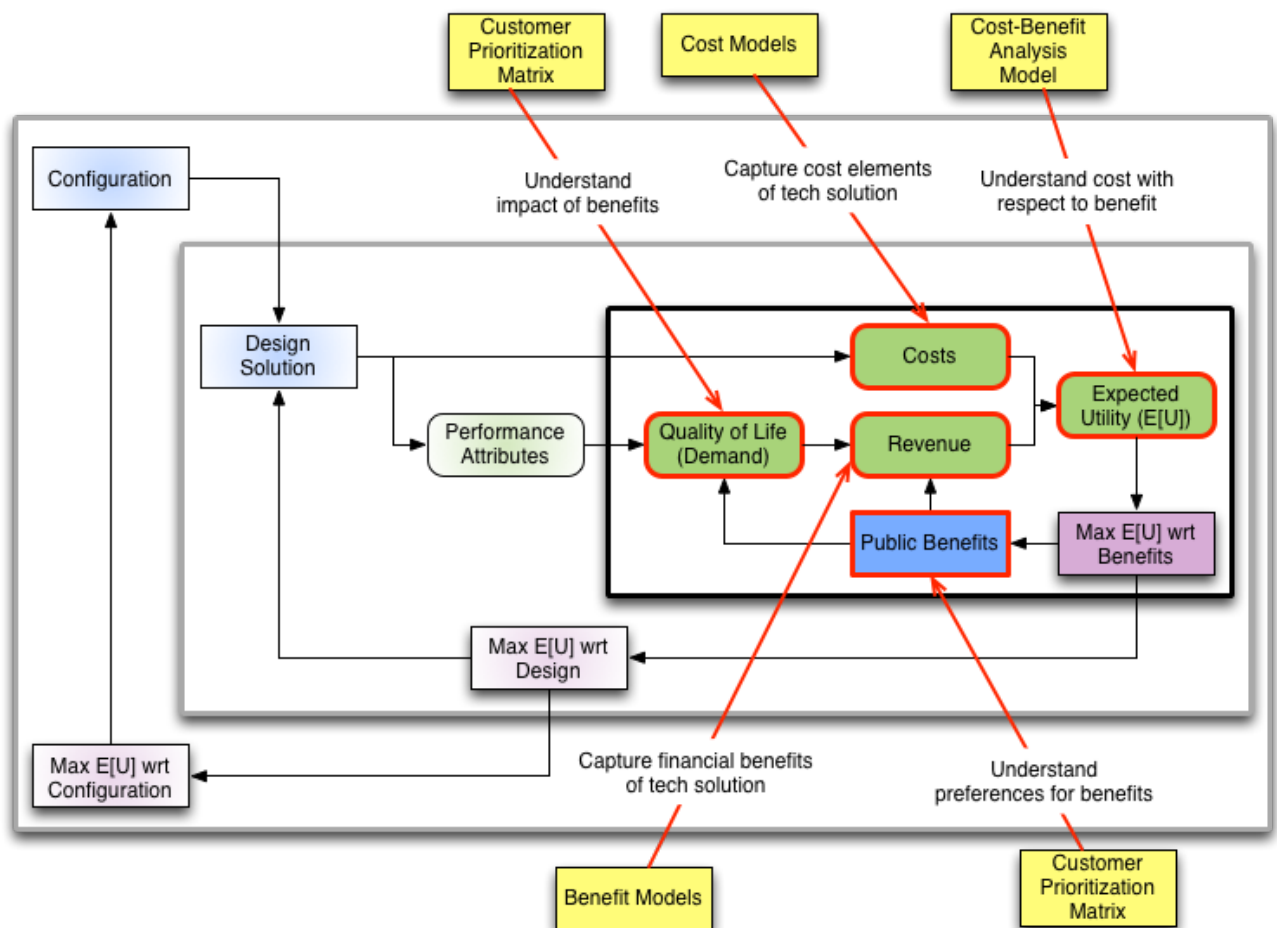 Customer
Prioritization
Matrix
Cost Models
Cost-Benefit
Analysis
Model
Configuration
Understand
impact of benefits
Capture cost elements
of tech solution
Understand cost with
respect to benefit
Design
Solution
Costs
Expected
Utility (E[U])
Performance
Attributes
Quality of Life
(Demand)
Revenue
Public Benefits
Max E[U] wrt
Benefits
Max E[U] wrt
Design
Max E[U] wrt
Configuration
Capture financial benefits
of tech solution
Understand
preferences for benefits
Benefit Models
Customer
Prioritization
Matrix